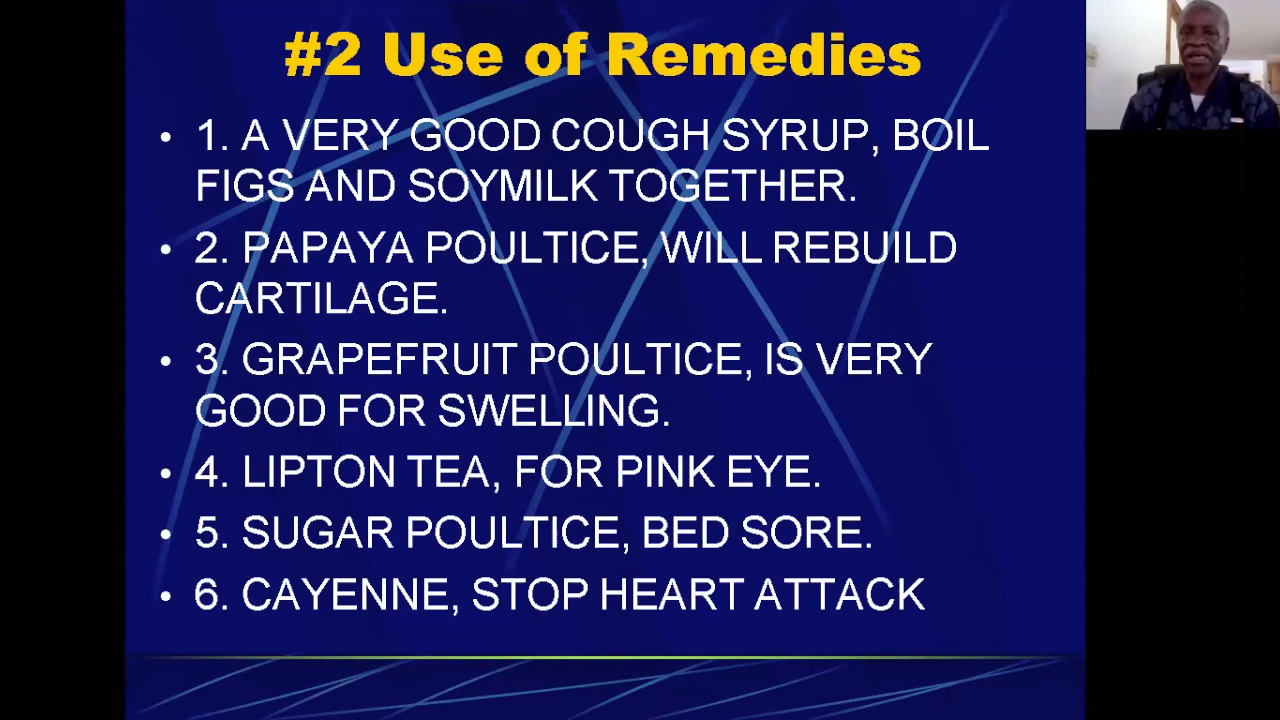 #2 Use of Remedies
• 1. A VERY GOOD COUGH SYRUP, BOIL
FIGS AND SOYMILK TOGETHER.
• 2. PAPAYA POULTICE, WILL REBUILD
CARTILAGE.
• 3. GRAPEFRUIT POULTICE, IS VERY
GOOD FOR SWELLING.
• 4. LIPTON TEA, FOR PINK EYE.
• 5. SUGAR POULTICE, BED SORE.
• 6. CAYENNE, STOP HEART ATTACK